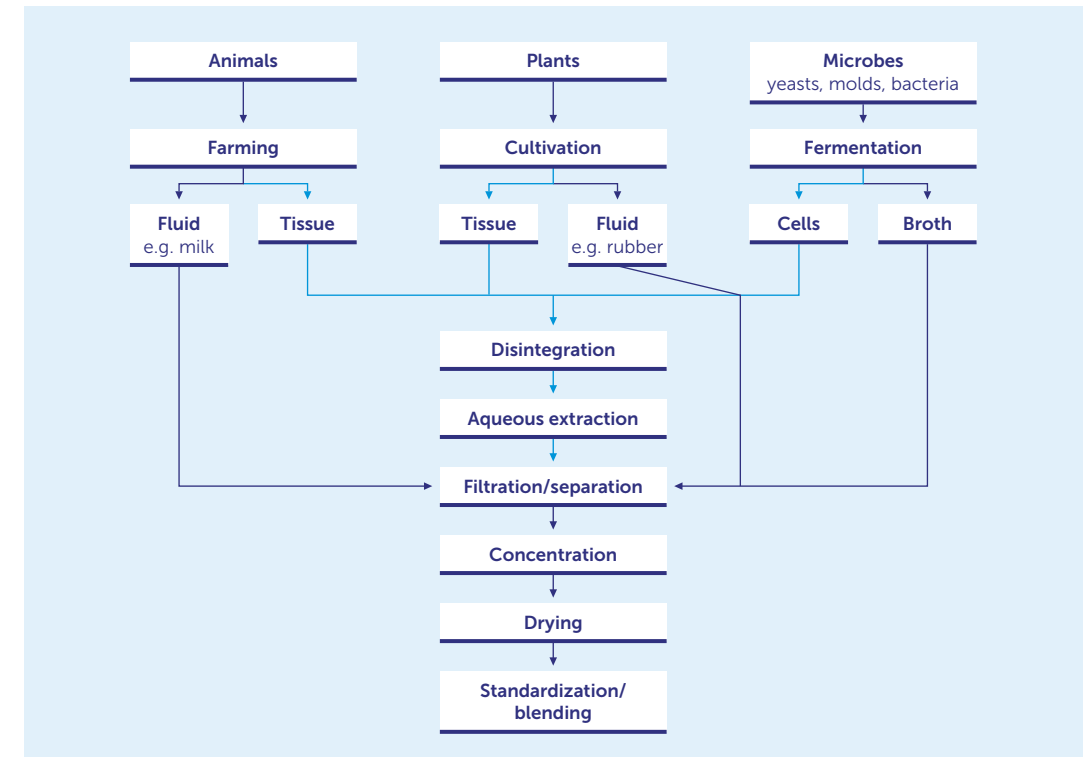 Animals
Plants
Microbes
yeasts, molds, bacteria
Farming
Cultivation
Fermentation
Fluid
e.g. milk
Tissue
Tissue
Fluid
e.g. rubber
Cells
Broth
Disintegration
Aqueous extraction
Filtration/separation
Concentration
Drying
Standardization/
blending